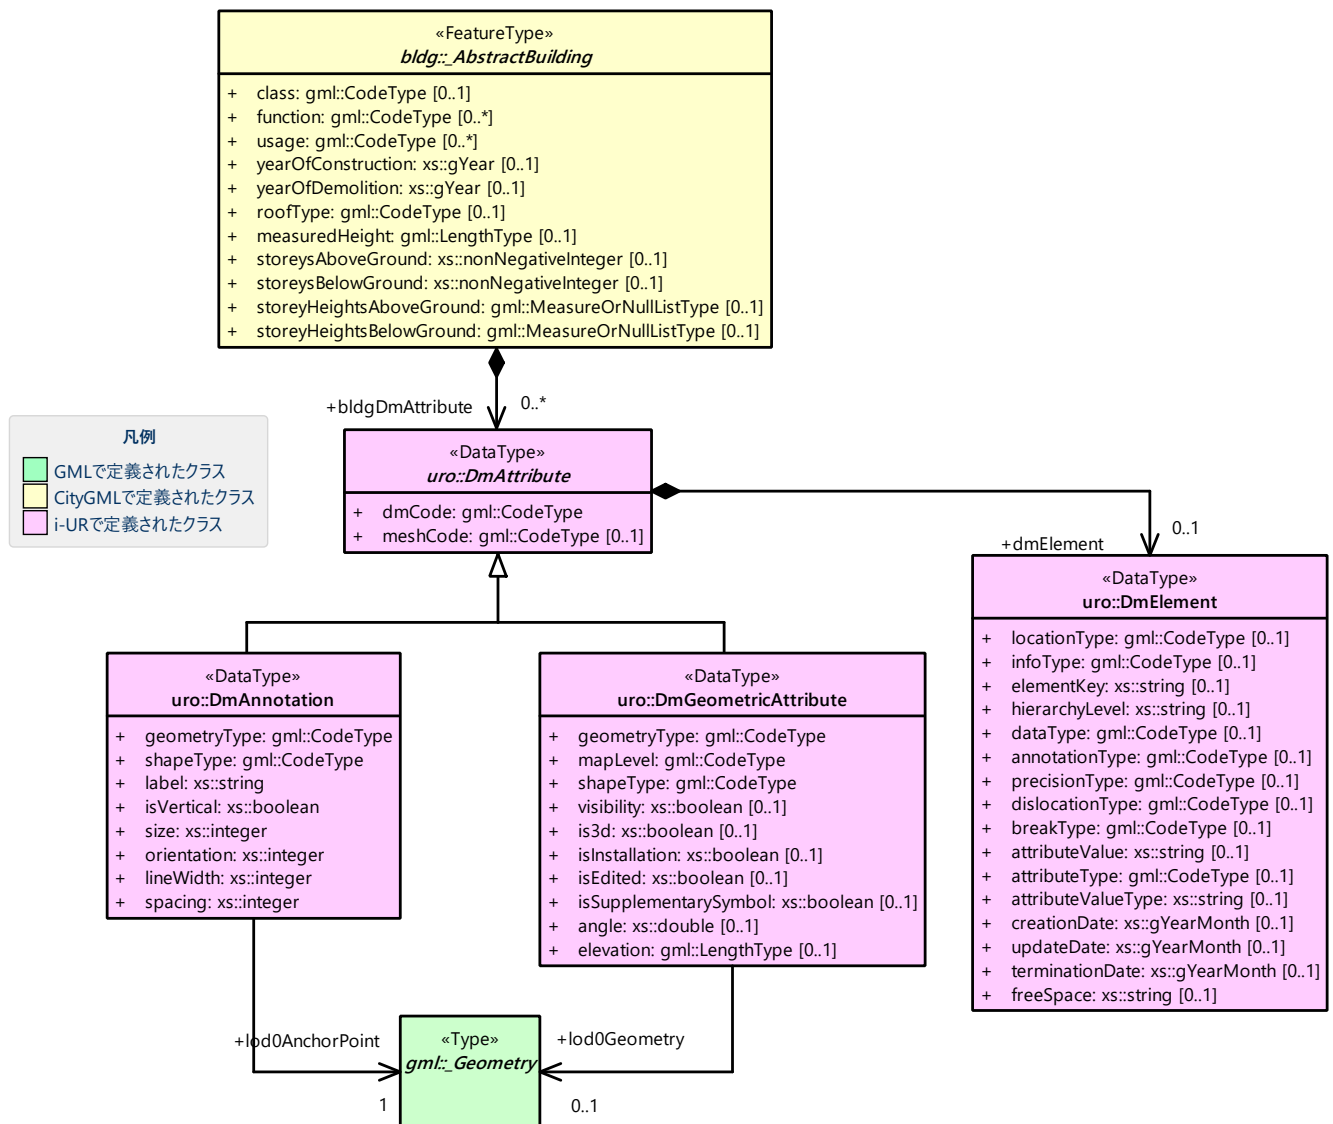 «FeatureType»
bldg::_AbstractBuilding
+ class: gml::CodeType [0..1]
+ function: gml::CodeType [0..*]
+ usage: gml::CodeType [0..*]
+ yearOfConstruction: xs::gYear [0..1]
+ yearOfDemolition: xs::gYear [0..1]
+ roofType: gml::CodeType [0..1]
+ measuredHeight: gml::LengthType [0..1]
+ storeysAboveGround: xs::nonNegativeInteger [0..1]
+ storeysBelowGround: xs::nonNegativeInteger [0..1]
+ storeyHeightsAboveGround: gml::MeasureOrNullListType [0..1]
+ storeyHeightsBelowGround: gml::MeasureOrNullListType [0..1]
+bldgDmAttribute
0..*
凡例
GMLで定義されたクラス
CityGMLで定義されたクラス
i-URで定義されたクラス
«DataType»
uro::DmAttribute
+ dmCode: gml::CodeType
+ meshCode: gml::CodeType [0..1]
0..1
+dmElement
«DataType»
uro::DmElement
+ locationType: gml::CodeType [0..1]
+ infoType: gml::CodeType [0..1]
+ elementKey: xs::string [0..1]
+ hierarchyLevel: xs::string [0..1]
+ dataType: gml::CodeType [0..1]
+ annotationType: gml::CodeType [0..1]
+ precisionType: gml::CodeType [0..1]
+ dislocationType: gml::CodeType [0..1]
+ breakType: gml::CodeType [0..1]
+ attributeValue: xs::string [0..1]
+ attributeType: gml::CodeType [0..1]
+ attributeValueType: xs::string [0..1]
+ creationDate: xs::gYearMonth [0..1]
+ updateDate: xs::gYearMonth [0..1]
+ terminationDate: xs::gYearMonth [0..1]
+ freeSpace: xs::string [0..1]
«DataType»
uro::DmAnnotation
+ geometryType: gml::CodeType
+ shapeType: gml::CodeType
+ label: xs::string
+ isVertical: xs::boolean
+ size: xs::integer
+ orientation: xs::integer
+ lineWidth: xs::integer
+ spacing: xs::integer
«DataType»
uro::DmGeometricAttribute
+ geometryType: gml::CodeType
+ mapLevel: gml::CodeType
+ shapeType: gml::CodeType
+ visibility: xs::boolean [0..1]
+ is3d: xs::boolean [0..1]
+ isInstallation: xs::boolean [0..1]
+ isEdited: xs::boolean [0..1]
+ isSupplementarySymbol: xs::boolean [0..1]
+ angle: xs::double [0..1]
+ elevation: gml::LengthType [0..1]
+lod0AnchorPoint
1
«Type»
gml::_Geometry
+lod0Geometry
0..1